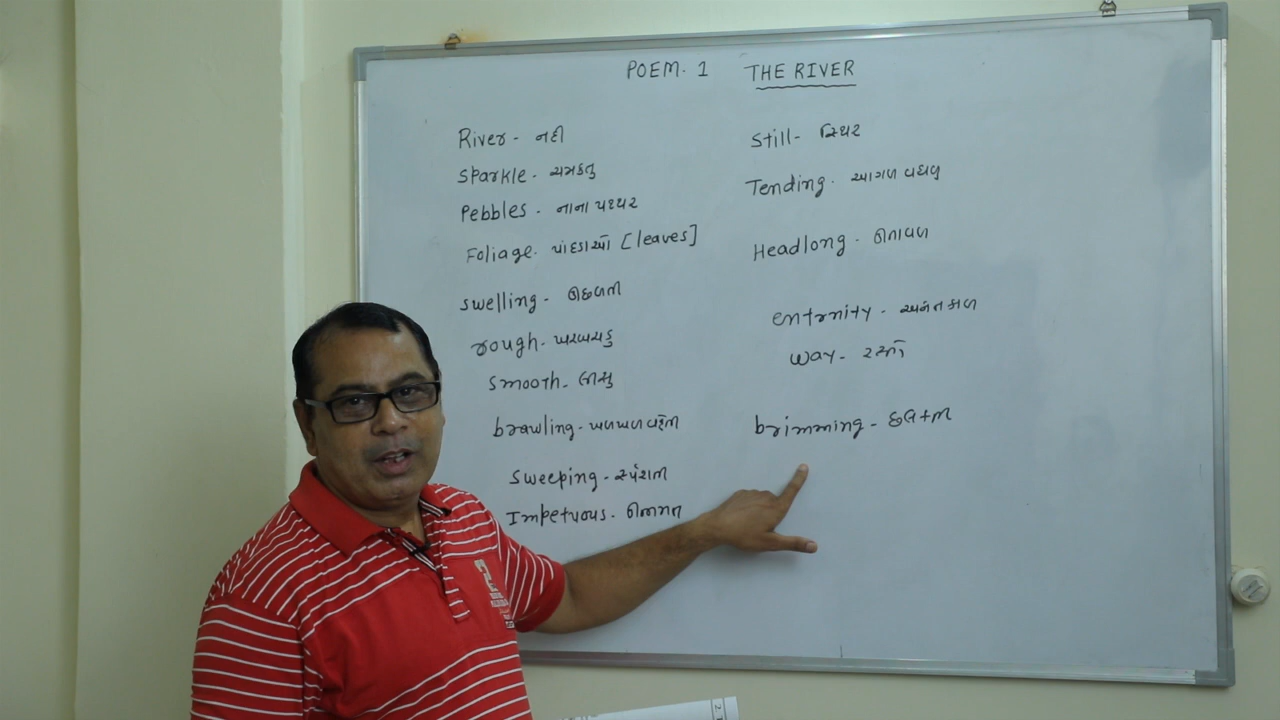 POEM. 1 THE RIVER
River - નદી
Sparkle - ચમકવુ
Pebbles - નાના પથ્થર
Foliage - પાંદડાઓ [leaves]
swelling - ઉછળતી
rough - ખરબચડુ
smooth - લીસુ
brawling - ખળખળ વહેતી
Sweeping - સ્પર્શતી
Impetuous -
Still - સ્થિર
Tending - આગળ વધવુ
Headlong - ઉતાવળ
entrnity - અનંતકાળ
way - રસ્તો
brimming -